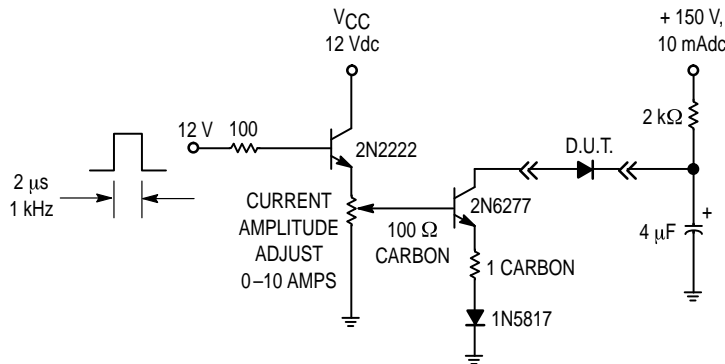 VCC
12 Vdc
+ 150 V,
10 mAdc
12 V
100
2N2222
2 kΩ
D.U.T.
2 μs
1 kHz
CURRENT
AMPLITUDE
ADJUST
0–10 AMPS
100 Ω
CARBON
2N6277
+
4 μF
1 CARBON
1N5817